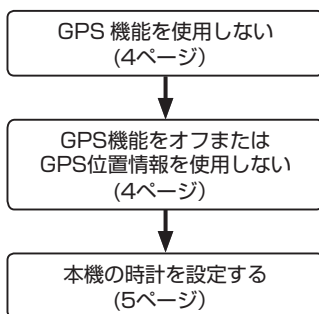 GPS 機能を使用しない
(4ページ)
GPS機能をオフまたは
GPS位置情報を使用しない
(4ページ)
本機の時計を設定する
(5ページ)